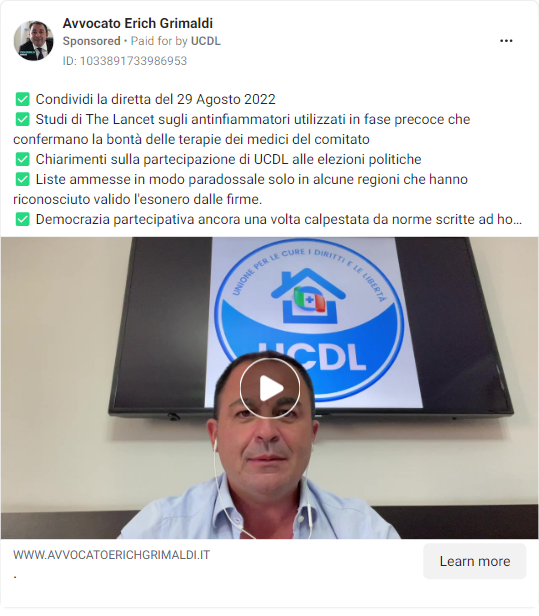 Avvocato Erich Grimaldi
Sponsored • Paid for by UCDL
ID: 1033891733986953
✅ Condividi la diretta del 29 Agosto 2022
✅ Studi di The Lancet sugli antinfiammatori utilizzati in fase precoce che
confermano la bontà delle terapie dei medici del comitato
✅ Chiarimenti sulla partecipazione di UCDL alle elezioni politiche
✅ Liste ammesse in modo paradossale solo in alcune regioni che hanno
riconosciuto valido l'esonero dalle firme.
✅ Democrazia partecipativa ancora una volta calpestata da norme scritte ad ho...
UNIONE PER LE CURE I DIRITTI E LE LIBERTÀ
UCDL
WWW.AVVOCATOERICHGRIMALDI.IT
.
Learn more